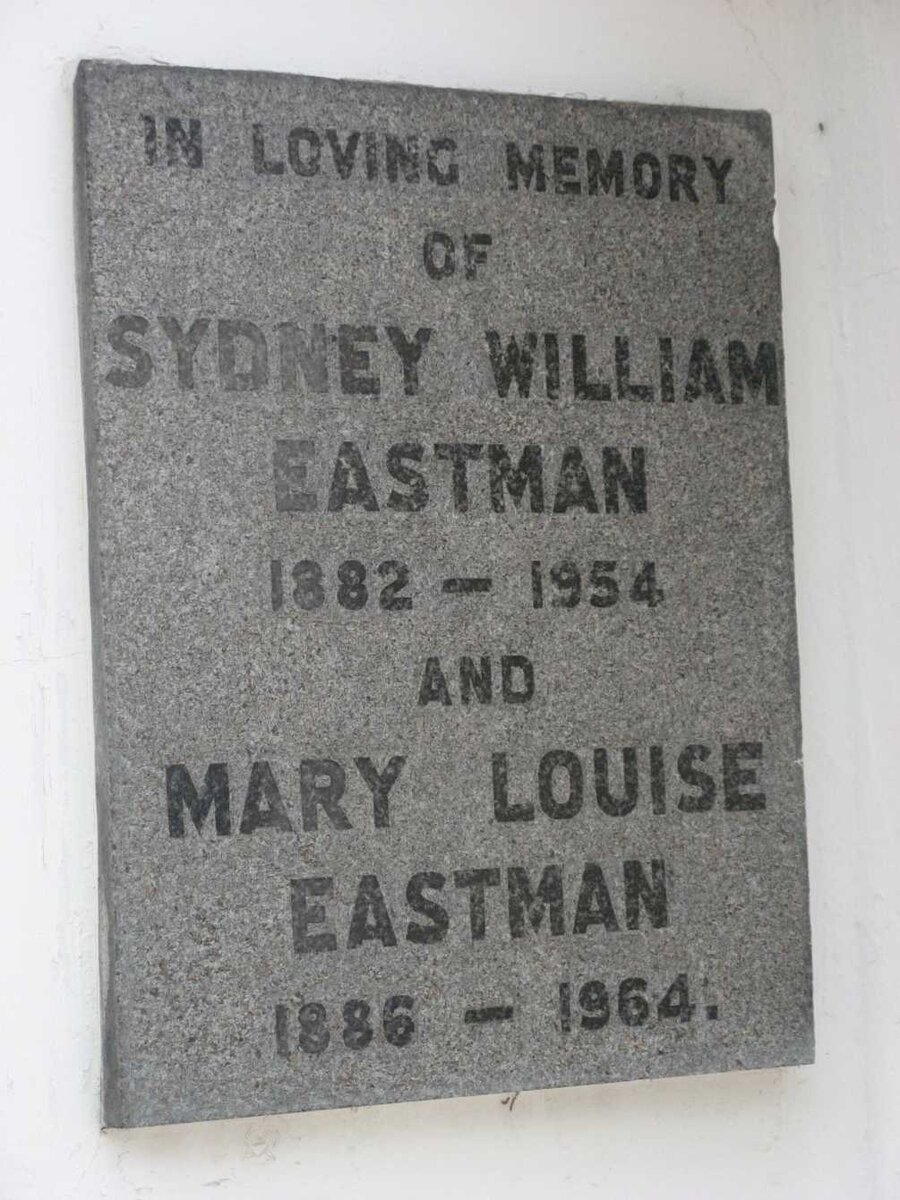 IN LOVING MEMORY
OF
SYDNEY WILLIAM
EASTMAN
1882 — 1954
AND
MARY LOUISE
EASTMAN
1886 — 1964.